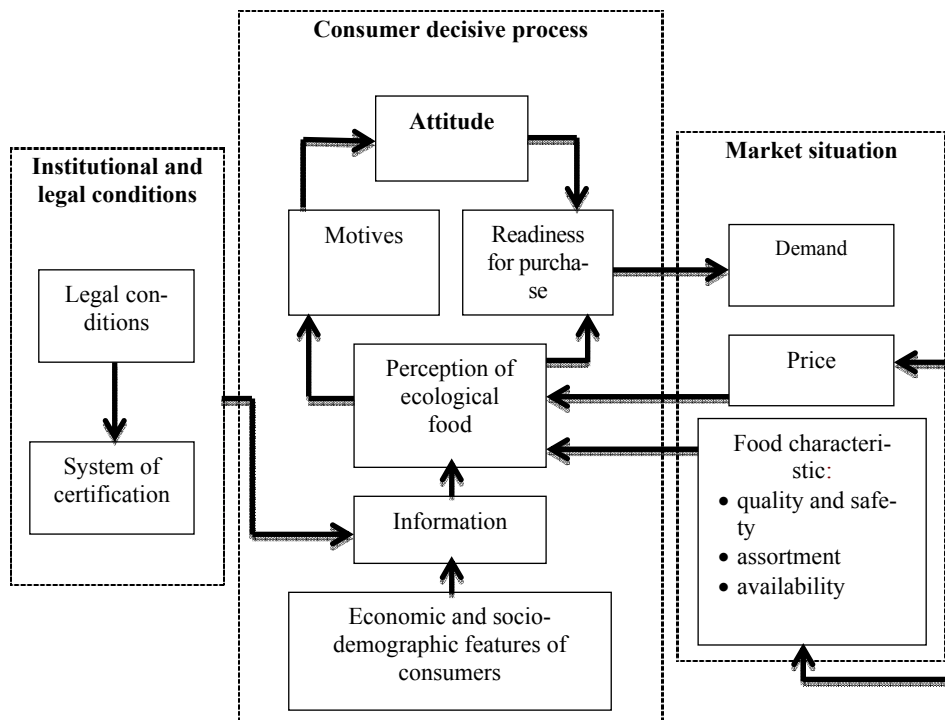 Consumer decisive process
Attitude
Institutional and
legal conditions
Market situation
Motives
Readiness
for purcha-
se
Demand
Legal con-
ditions
Price
Perception of
ecological
food
System of
certification
Food characteri-
stic:
• quality and safe-
ty
• assortment
• availability
Information
Economic and socio-
demographic features of
consumers